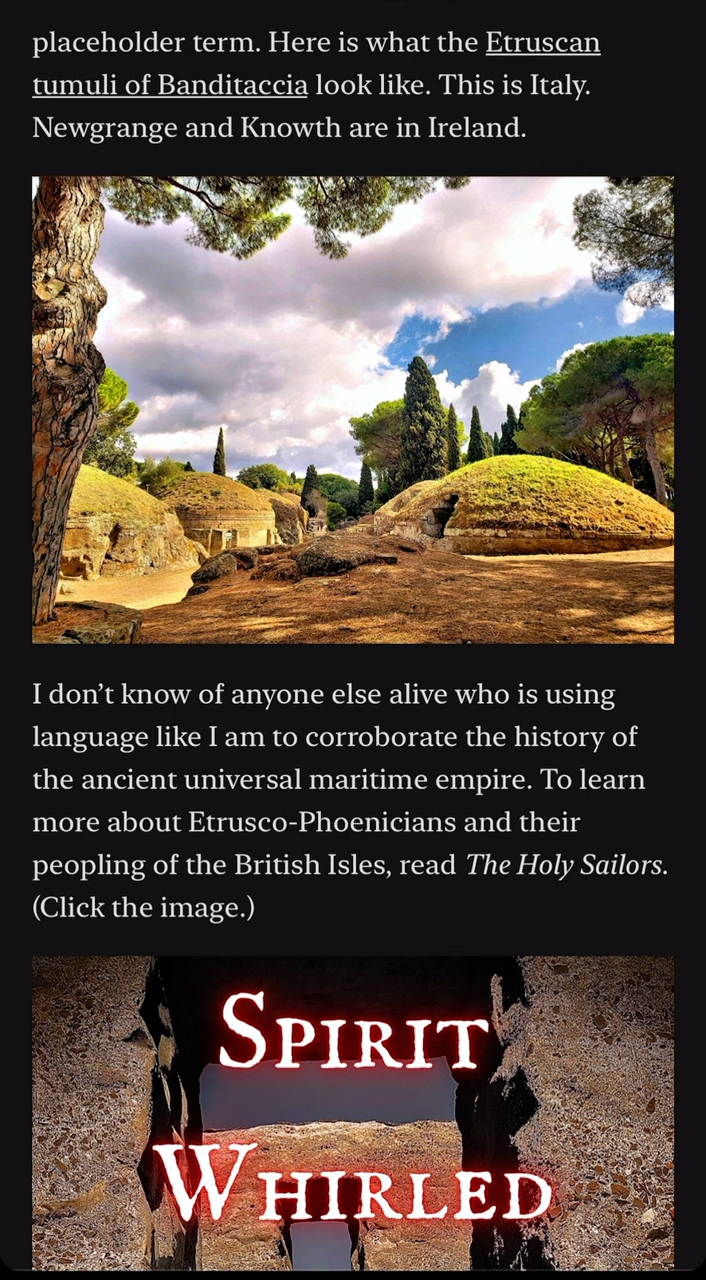 placeholder term. Here is what the Etruscan
tumuli of Banditaccia look like. This is Italy.
Newgrange and Knowth are in Ireland.
I don’t know of anyone else alive who is using
language like I am to corroborate the history of
the ancient universal maritime empire. To learn
more about Etrusco-Phoenicians and their
peopling of the British Isles, read The Holy Sailors.
(Click the image.)
Spirit
Whirled